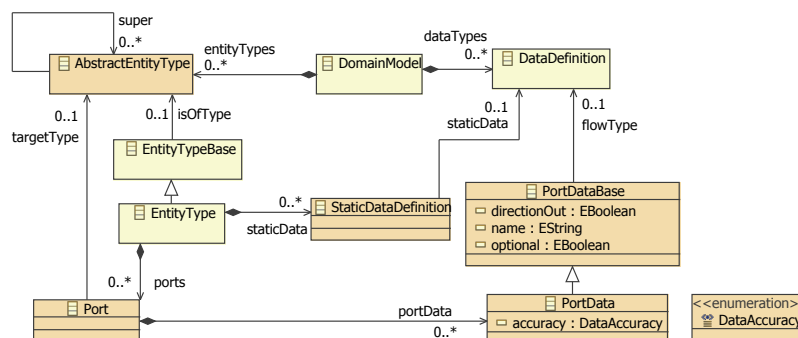 super
0..*
entityTypes
0..*
dataTypes
0..*
AbstractEntityType
DomainModel
DataDefinition
0..1
targetType
0..1
isOfType
0..1
staticData
0..1
flowType
EntityTypeBase
EntityType
0..*
staticData
StaticDataDefinition
PortDataBase
directionOut : EBoolean
name : EString
optional : EBoolean
0..*
ports
Port
portData
0..*
PortData
accuracy : DataAccuracy
<<enumeration>>
DataAccuracy